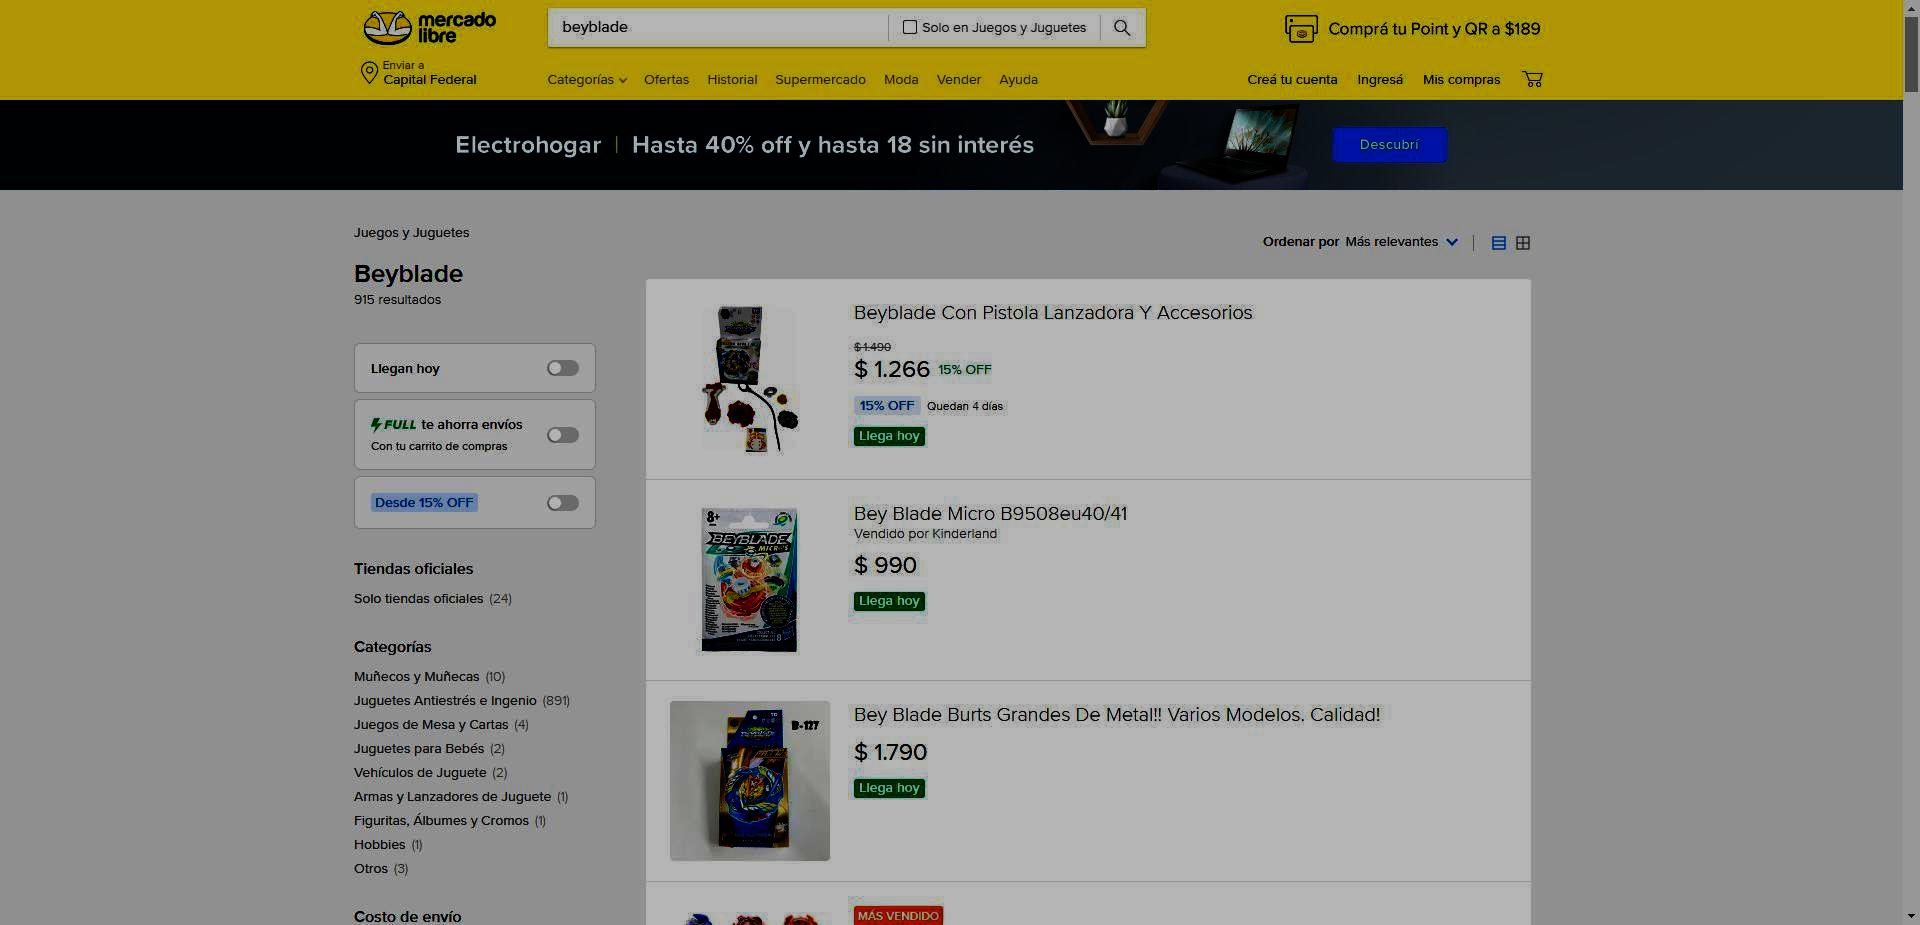 mercado
libre
beyblade
Solo en Juegos y Juguetes
Comprá tu Point y QR a $189
Enviar a
Capital Federal
Categorías
Ofertas
Historial
Supermercado
Moda
Vender
Ayuda
Creá tu cuenta
Ingresá
Mis compras
Electrohogar | Hasta 40% off y hasta 18 sin interés
Descubrí
Juegos y Juguetes
Beyblade
915 resultados
Ordenar por Más relevantes
Llegan hoy
FULL te ahorra envíos
Con tu carrito de compras
Desde 15% OFF
Tiendas oficiales
Solo tiendas oficiales (24)
Categorías
Muñecos y Muñecas (10)
Juguetes Antiestrés e Ingenio (891)
Juegos de Mesa y Cartas (4)
Juguetes para Bebés (2)
Vehículos de Juguete (2)
Armas y Lanzadores de Juguete (1)
Figuritas, Álbumes y Cromos (1)
Hobbies (1)
Otros (3)
Costo de envío
Beyblade Con Pistola Lanzadora Y Accesorios
$ 1.490
$ 1.266 15% OFF
15% OFF Quedan 4 días
Llega hoy
8+
BEYBLADE
MICROS
Bey Blade Micro B9508eu40/41
Vendido por Kinderland
$ 990
Llega hoy
B-127
Bey Blade Burts Grandes De Metal!! Varios Modelos. Calidad!
$ 1.790
Llega hoy
MÁS VENDIDO